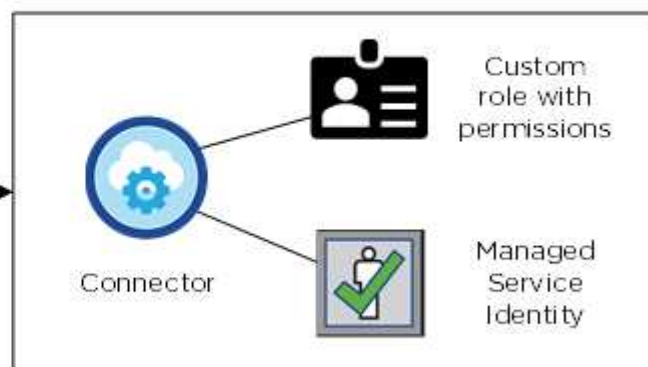 Custom
role with
permissions
Connector
Managed
Service
Identity